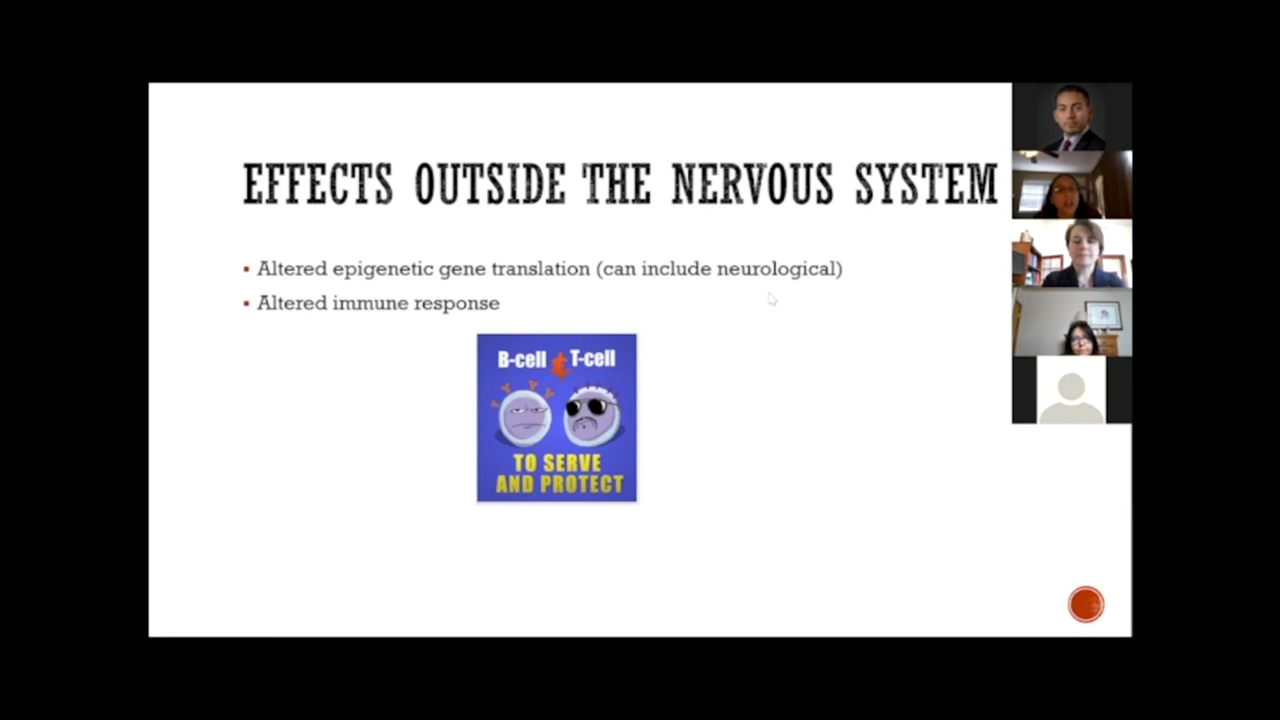 EFFECTS OUTSIDE THE NERVOUS SYSTEM
▪ Altered epigenetic gene translation (can include neurological)
▪ Altered immune response
B-cell & T-cell
TO SERVE
AND PROTECT